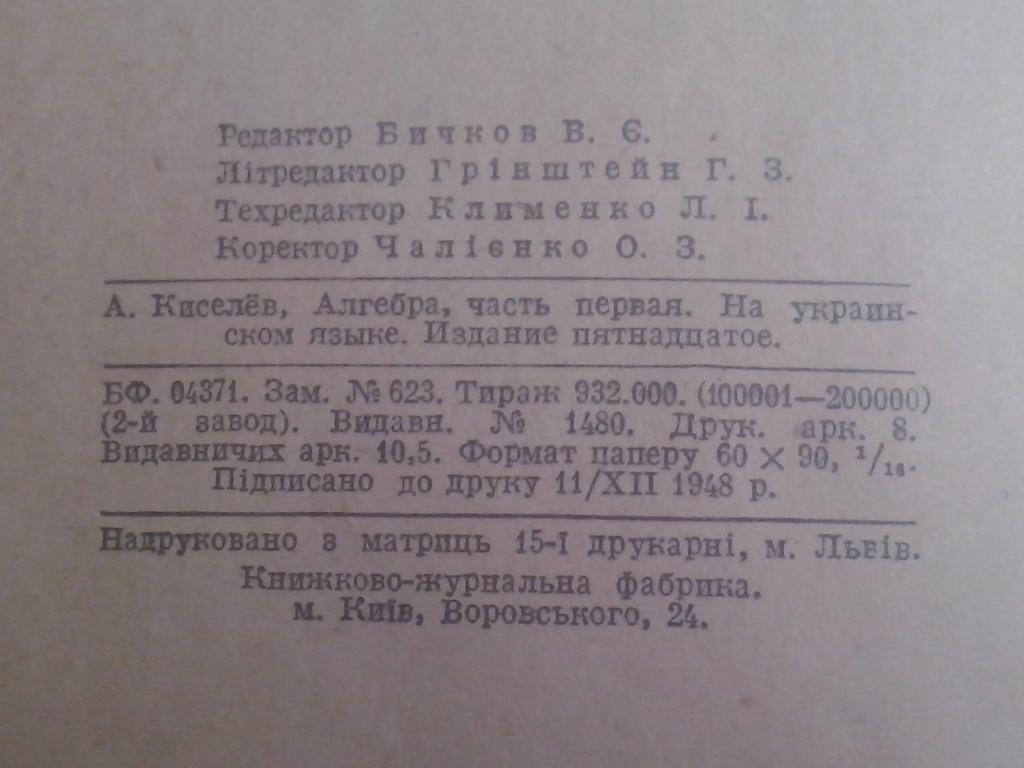 Редактор Бичков В. Є.
Літредактор Грінштейн Г. З.
Техредактор Клименко Л. І.
Коректор Чалієнко О. З.
А. Киселёв, Алгебра, часть первая. На украин-
ском языке. Издание пятнадцатое.
БФ. 04371. Зам. № 623. Тираж 932.000. (100001—200000)
(2-й завод). Видавн. № 1480. Друк. арк. 8.
Видавничих арк. 10,5. Формат паперу 60 × 90, 1/16.
Підписано до друку 11/XII 1948 р.
Надруковано з матриць 15-ї друкарні, м. Львів.
Книжково-журнальна фабрика.
м. Київ, Воровського, 24.